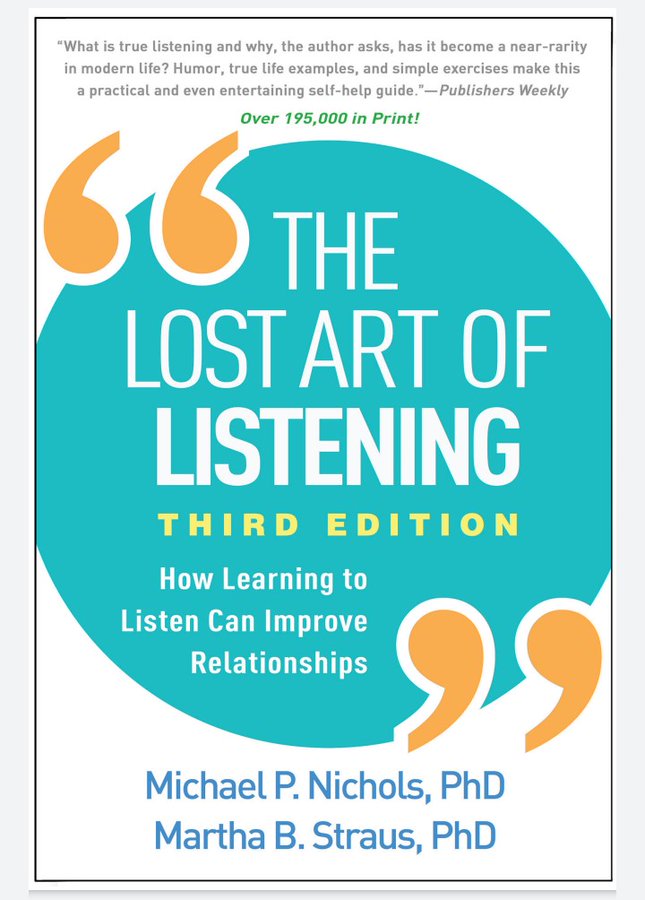 “What is true listening and why, the author asks, has it become a near-rarity
in modern life? Humor, true life examples, and simple exercises make this
a practical and even entertaining self-help guide.”—Publishers Weekly
Over 195,000 in Print!
THE
LOST ART OF
LISTENING
THIRD EDITION
How Learning to
Listen Can Improve
Relationships
Michael P. Nichols, PhD
Martha B. Straus, PhD